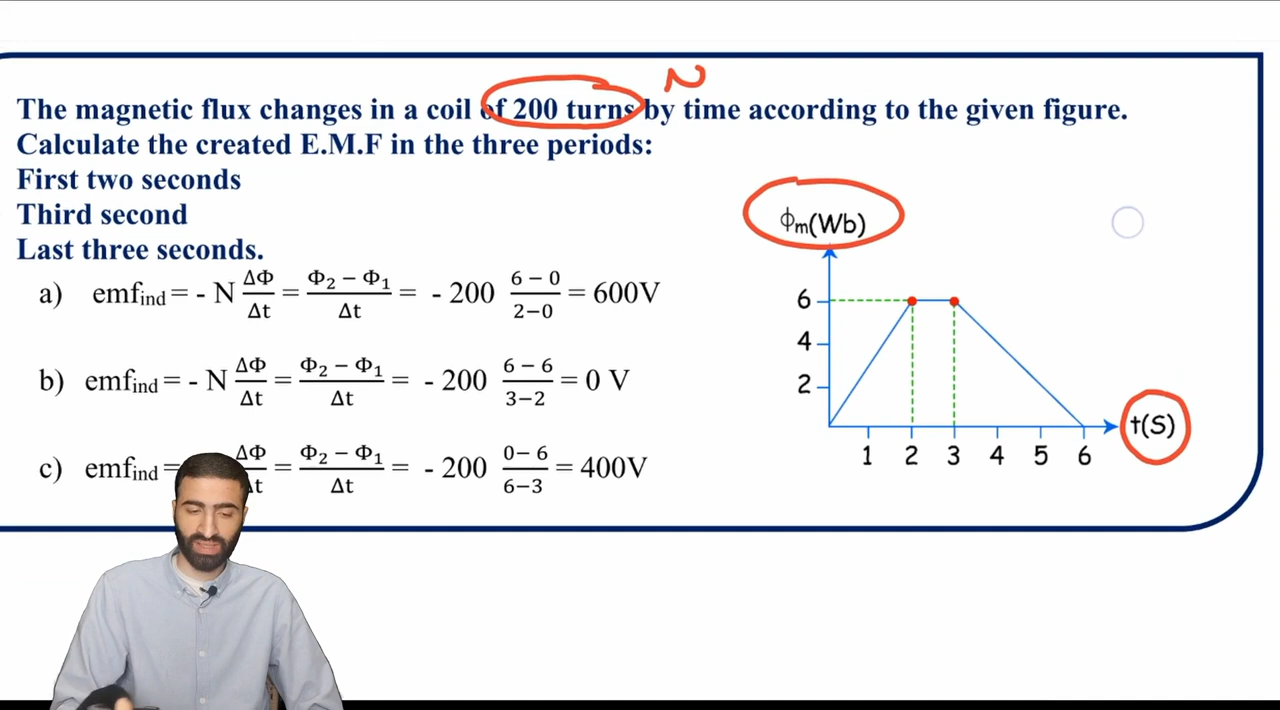 N
The magnetic flux changes in a coil of 200 turns by time according to the given figure.
Calculate the created E.M.F in the three periods:
First two seconds
Third second
Last three seconds.
a) emf_ind = - N ΔΦ/Δt = Φ₂ − Φ₁/Δt = - 200 6 − 0/2−0 = 600V
b) emf_ind = - N ΔΦ/Δt = Φ₂ − Φ₁/Δt = - 200 6 − 6/3−2 = 0 V
c) emf_ind = ΔΦ/Δt = Φ₂ − Φ₁/Δt = - 200 0− 6/6−3 = 400V
ϕm(Wb)
6
4
2
t(S)
1 2 3 4 5 6